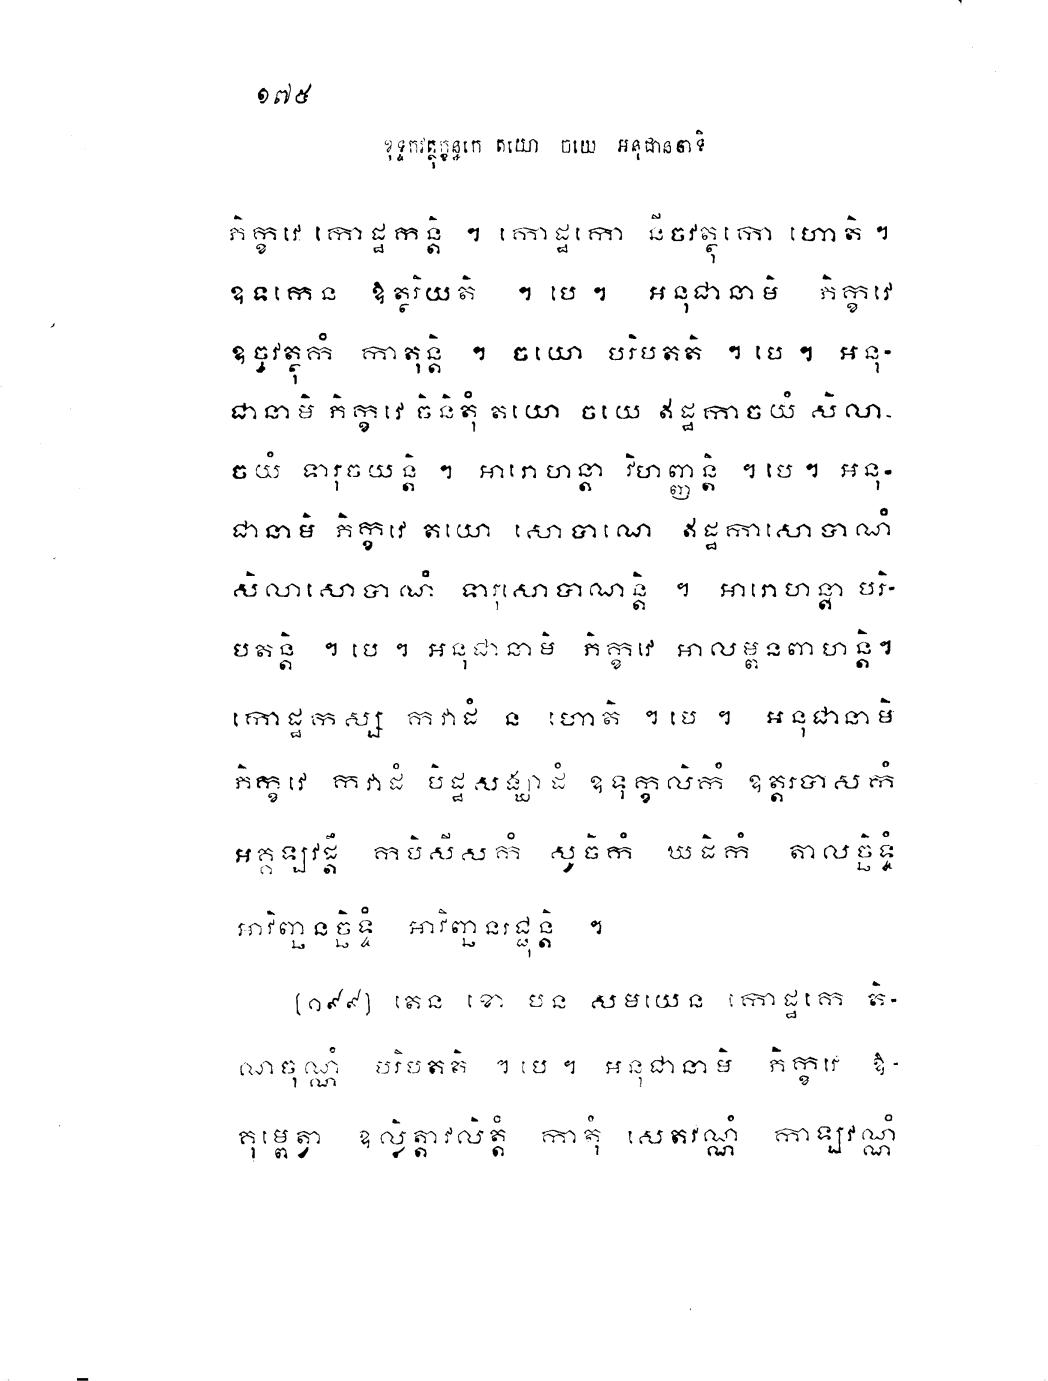 ១៧៥
ខុទ្ទកវត្ថុក្ខន្ធកេ តយោ ចយេ អនុជាននាទិ
ភិក្ខវេ កោដ្ឋកន្តិ ។ កោដ្ឋកោ នីចវត្ថុកោ ហោតិ ។
ឧទកេន ឱត្ថរិយតិ ។ បេ ។ អនុជានាមិ ភិក្ខវេ
ឧច្ចវត្ថុកំ កាតុន្តិ ។ ចយោ បរិបតតិ ។ បេ ។ អនុ-
ជានាមិ ភិក្ខវេ ចិនិតុំ តយោ ចយេ ឥដ្ឋកាចយំ សិលា-
ចយំ ទារុចយន្តិ ។ អារោហន្តា វិហញ្ញន្តិ ។ បេ ។ អនុ-
ជានាមិ ភិក្ខវេ តយោ សោបាណេ ឥដ្ឋកាសោបាណំ
សិលាសោបាណំ ទារុសោបាណន្តិ ។ អារោហន្តា បរិ-
បតន្តិ ។ បេ ។ អនុជានាមិ ភិក្ខវេ អាលម្ពនពាហន្តិ។
កោដ្ឋកស្ស កវាដំ ន ហោតិ ។ បេ ។ អនុជានាមិ
ភិក្ខវេ កវាដំ បិដ្ឋសង្ឃាដំ ឧទុក្ខលិកំ ឧត្តរបាសកំ
អគ្គឡវដ្តឹ កបិសីសកំ សូចិកំ ឃដិកំ តាលច្ឆិទ្ទំ
អាវិញ្ឆនច្ឆិទ្ទំ អាវិញ្ឆនរជ្ជុន្តិ ។
[១៩៩] តេន ខោ បន សមយេន កោដ្ឋកេ តិ-
ណចុណ្ណំ បរិបតតិ ។ បេ ។ អនុជានាមិ ភិក្ខវេ ឱ-
គុម្ពេត្វា ឧល្លិត្តាវលិត្តំ កាតុំ សេតវណ្ណំ កាឡវណ្ណំ